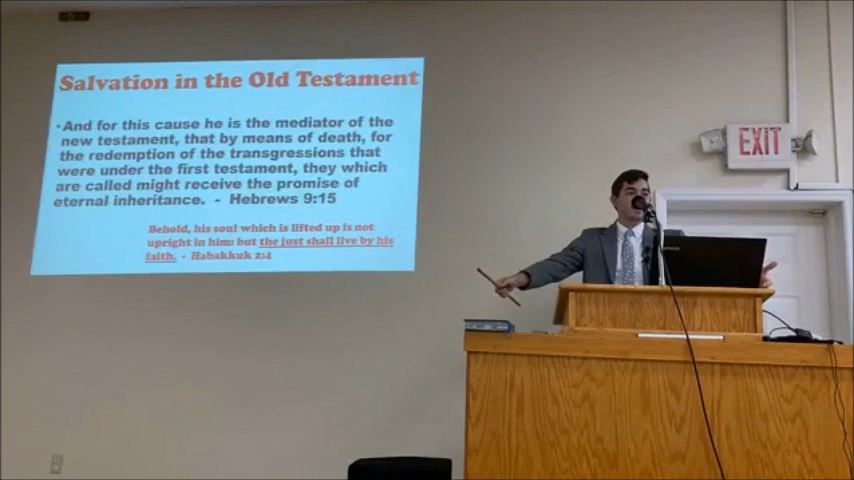 Salvation in the Old Testament
•And for this cause he is the mediator of the
new testament, that by means of death, for
the redemption of the transgressions that
were under the first testament, they which
are called might receive the promise of
eternal inheritance.  -  Hebrews 9:15
Behold, his soul which is lifted up is not
upright in him: but the just shall live by his
faith.  -  Habakkuk 2:4
EXIT